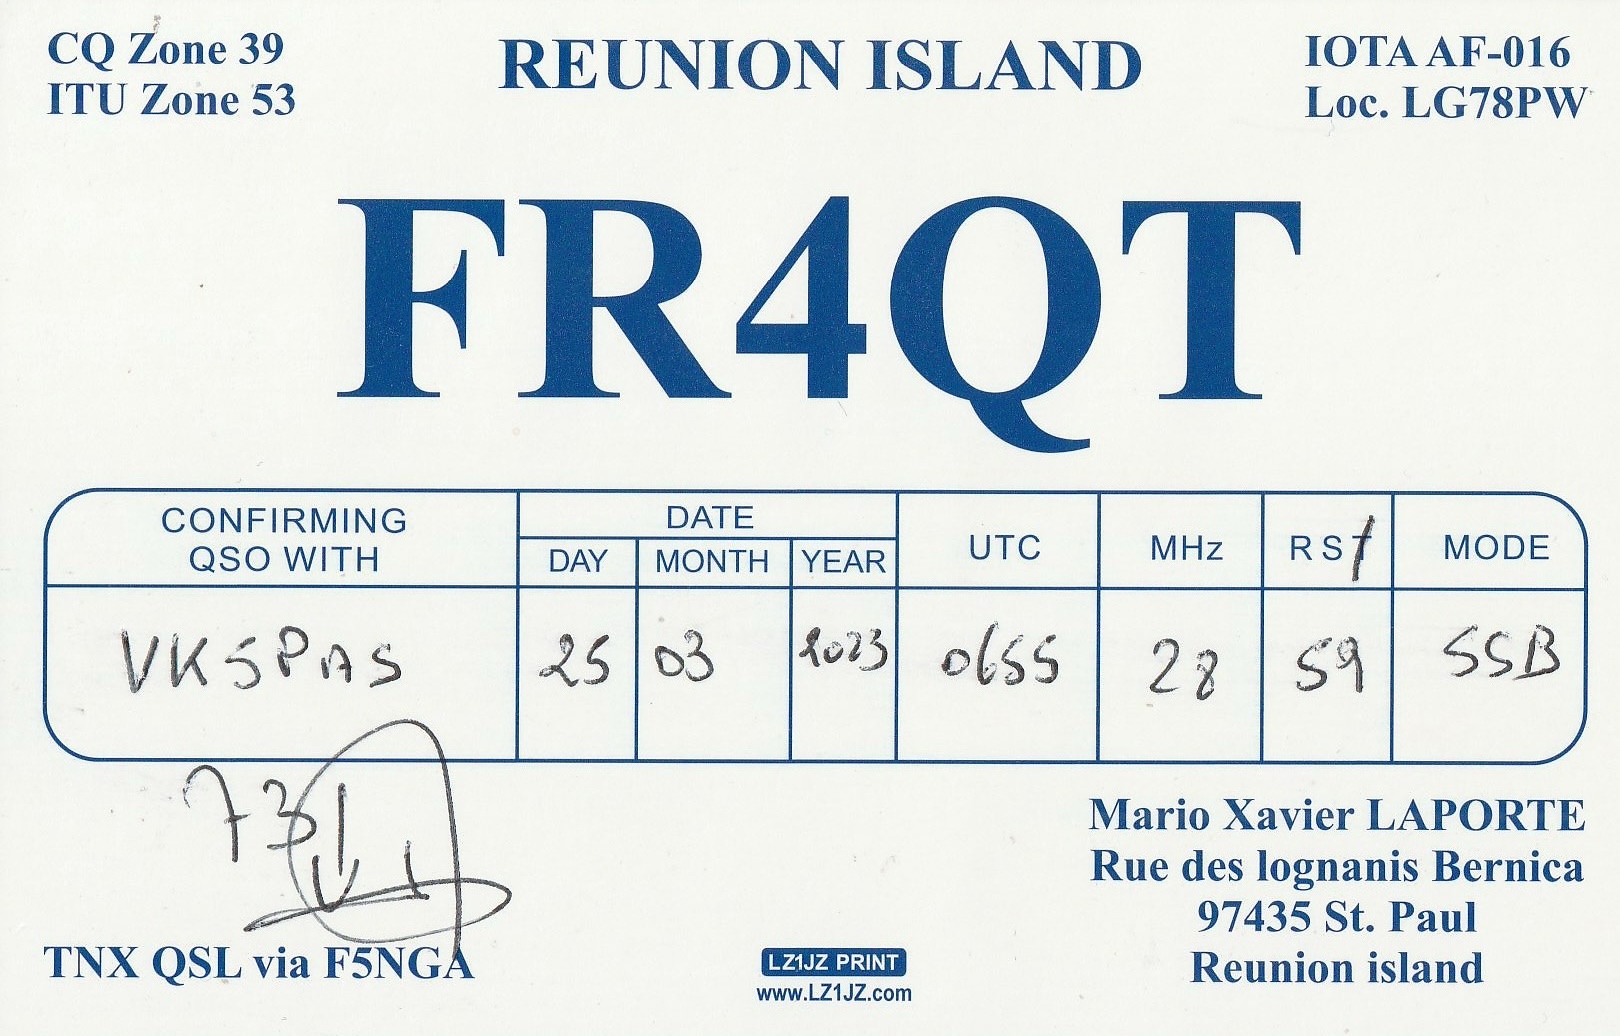 CQ Zone 39
ITU Zone 53
REUNION ISLAND
IOTA AF-016
Loc. LG78PW
FR4QT
CONFIRMING
QSO WITH
DATE
DAY MONTH YEAR
UTC
MHz
RST
MODE
VK5PAS 25 03 2023 0655 28 59 SSB
73
Mario Xavier LAPORTE
Rue des lognanis Bernica
97435 St. Paul
Reunion island
TNX QSL via F5NGA
LZ1JZ PRINT
www.LZ1JZ.com